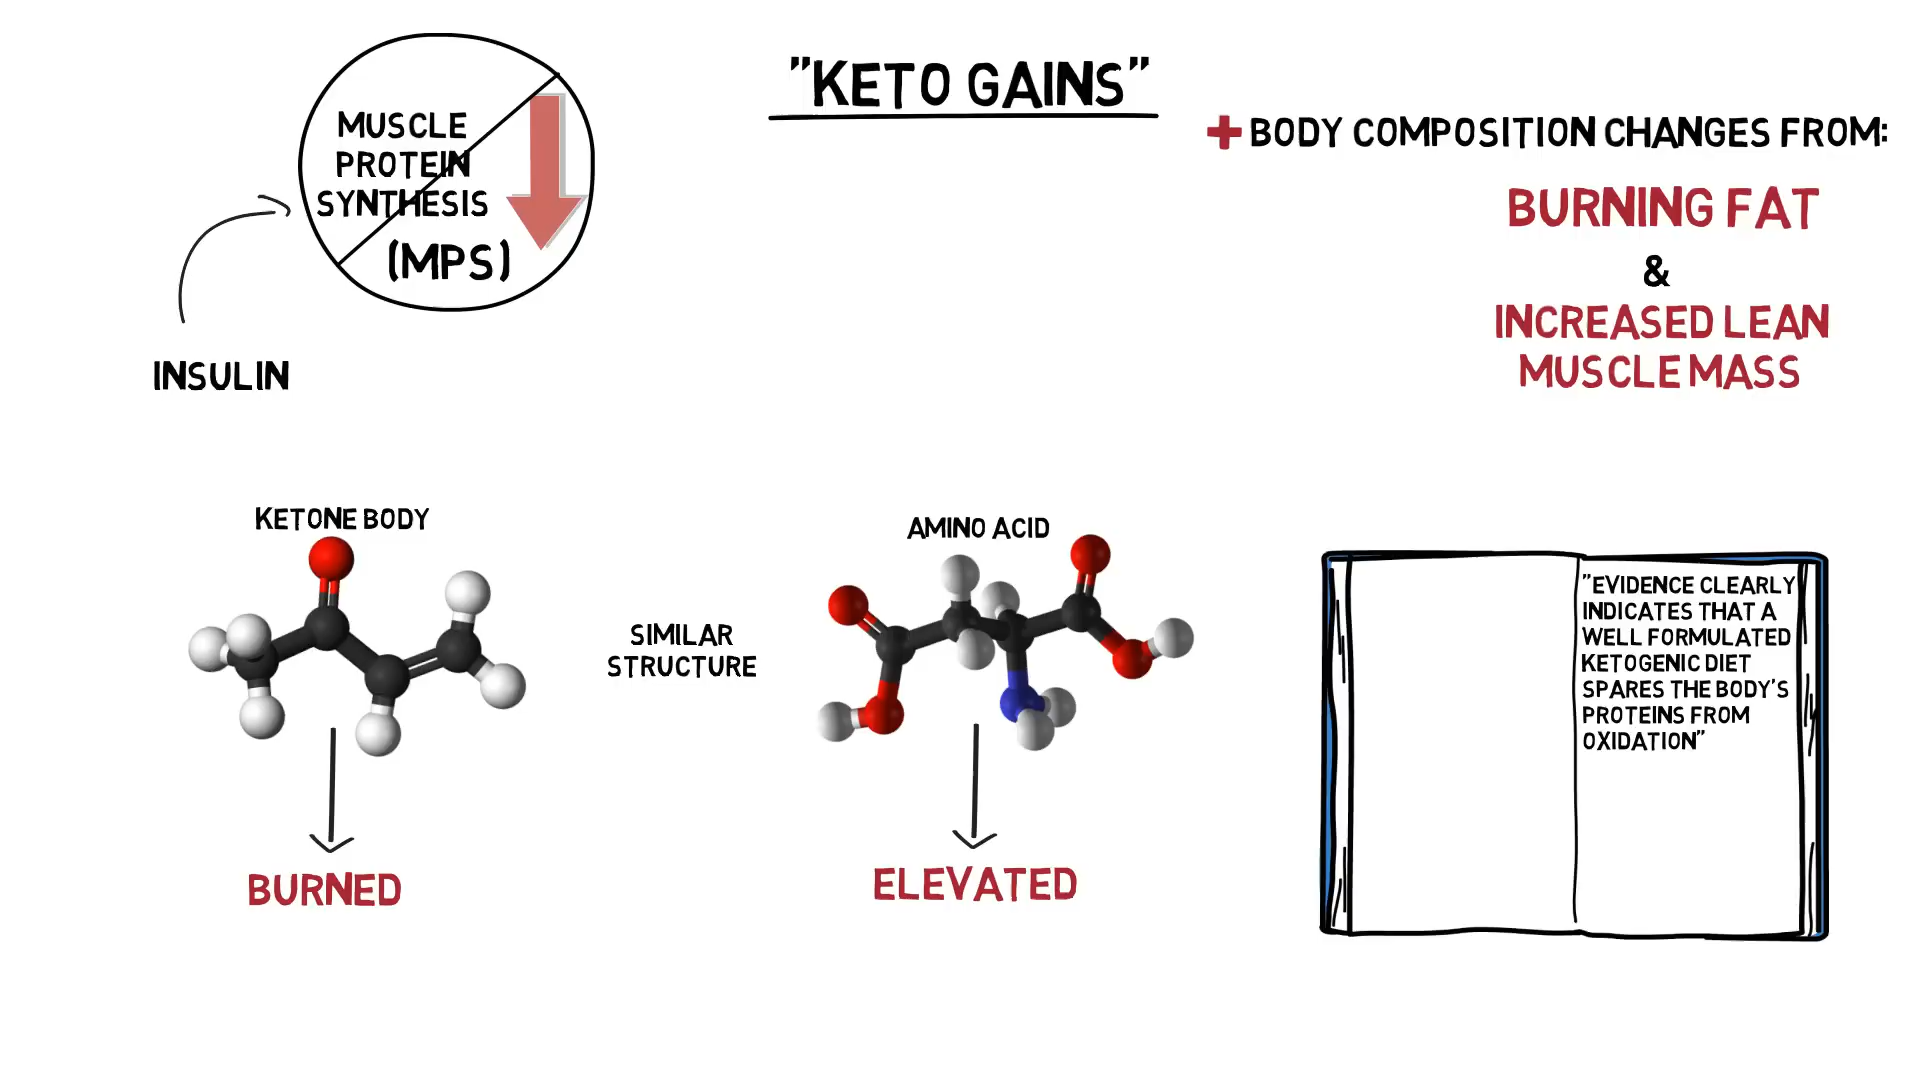 "KETO GAINS"
MUSCLE
PROTEIN
SYNTHESIS
(MPS)
INSULIN
+ BODY COMPOSITION CHANGES FROM:
BURNING FAT
&
INCREASED LEAN
MUSCLE MASS
KETONE BODY
BURNED
SIMILAR
STRUCTURE
AMINO ACID
ELEVATED
"EVIDENCE CLEARLY
INDICATES THAT A
WELL FORMULATED
KETOGENIC DIET
SPARES THE BODY'S
PROTEINS FROM
OXIDATION"